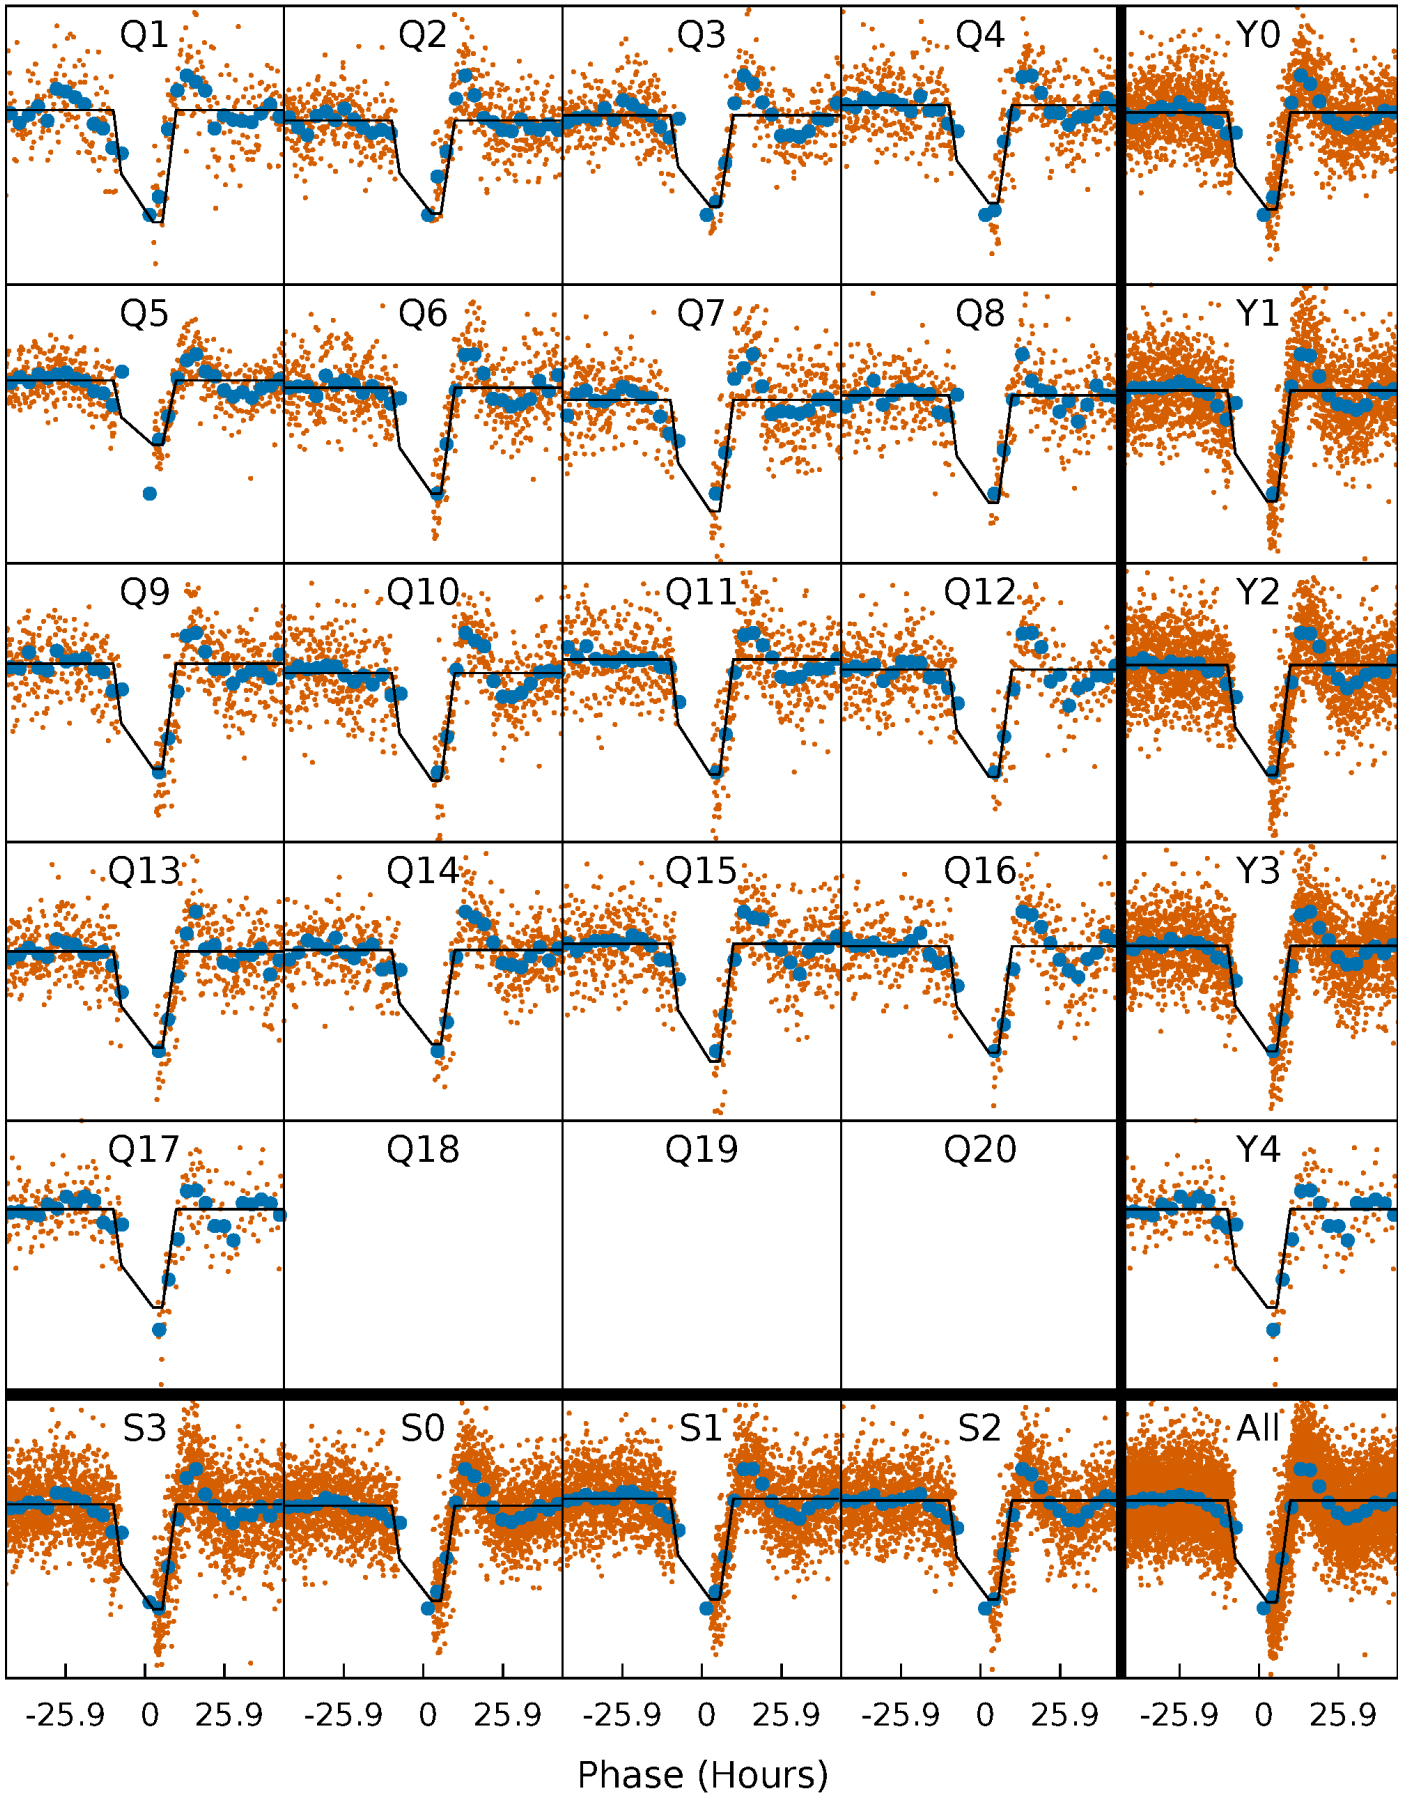 Q1 Q2 Q3 Q4 Y0
Q5 Q6 Q7 Q8 Y1
Q9 Q10 Q11 Q12 Y2
Q13 Q14 Q15 Q16 Y3
Q17 Q18 Q19 Q20 Y4
S3 S0 S1 S2 All
-25.9 0 25.9 -25.9 0 25.9 -25.9 0 25.9 -25.9 0 25.9 -25.9 0 25.9
Phase (Hours)